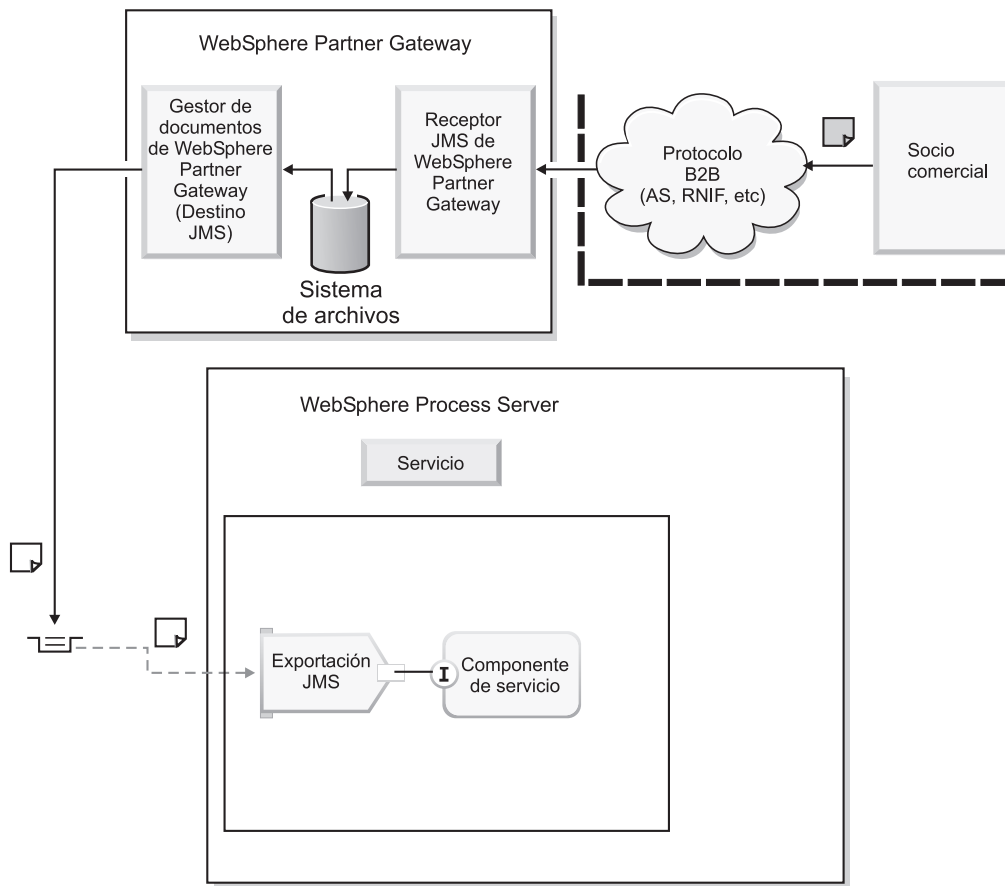 WebSphere Partner Gateway
Gestor de
documentos
de WebSphere
Partner
Gateway
(Destino
JMS)
Receptor
JMS de
WebSphere
Partner
Gateway
Sistema
de archivos
Protocolo
B2B
(AS, RNIF, etc)
Socio
comercial
WebSphere Process Server
Servicio
Exportación
JMS
I
Componente
de servicio